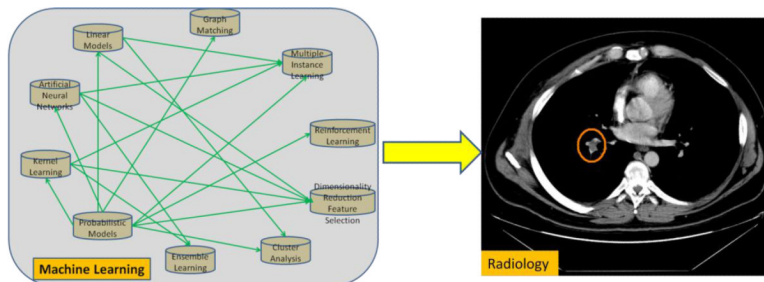 Graph
Matching
Linear
Models
Multiple
Instance
Learning
Artificial
Neural
Networks
Reinforcement
Learning
Kernel
Learning
Dimensionality
Reduction
Feature
Selection
Probabilistic
Models
Ensemble
Learning
Cluster
Analysis
Machine Learning
Radiology